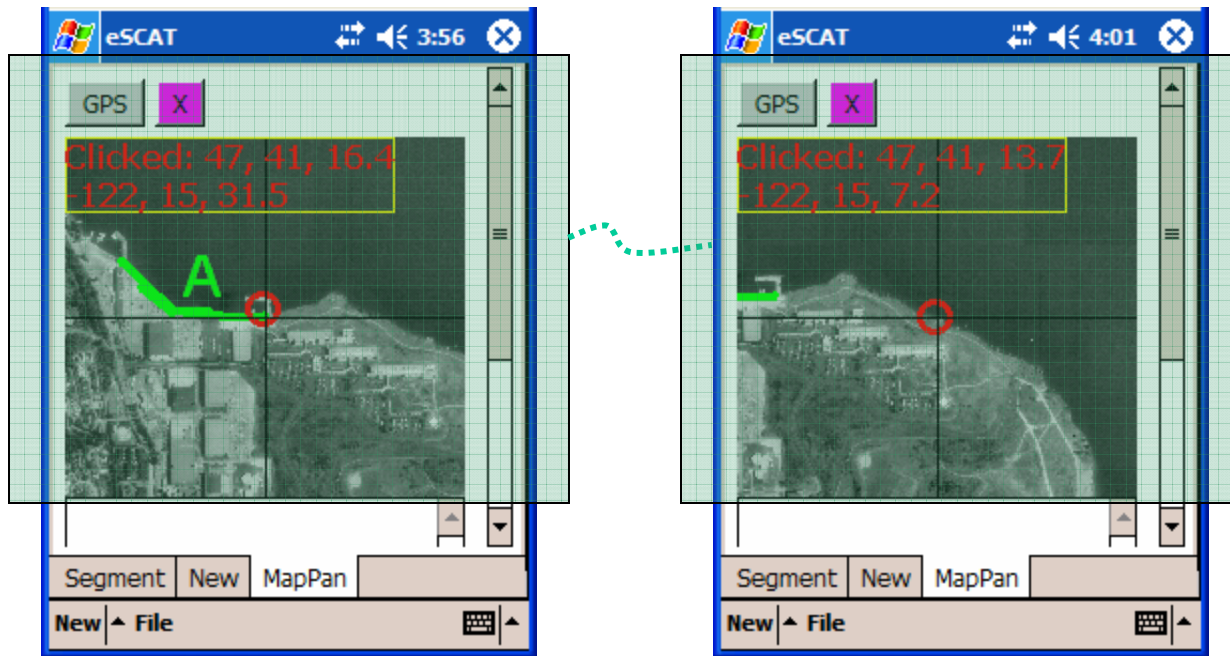 eSCAT 3:56
GPS X
Clicked: 47, 41, 16.4
-122, 15, 31.5
A
Segment New MapPan
New File
eSCAT 4:01
GPS X
Clicked: 47, 41, 13.7
-122, 15, 7.2
Segment New MapPan
New File